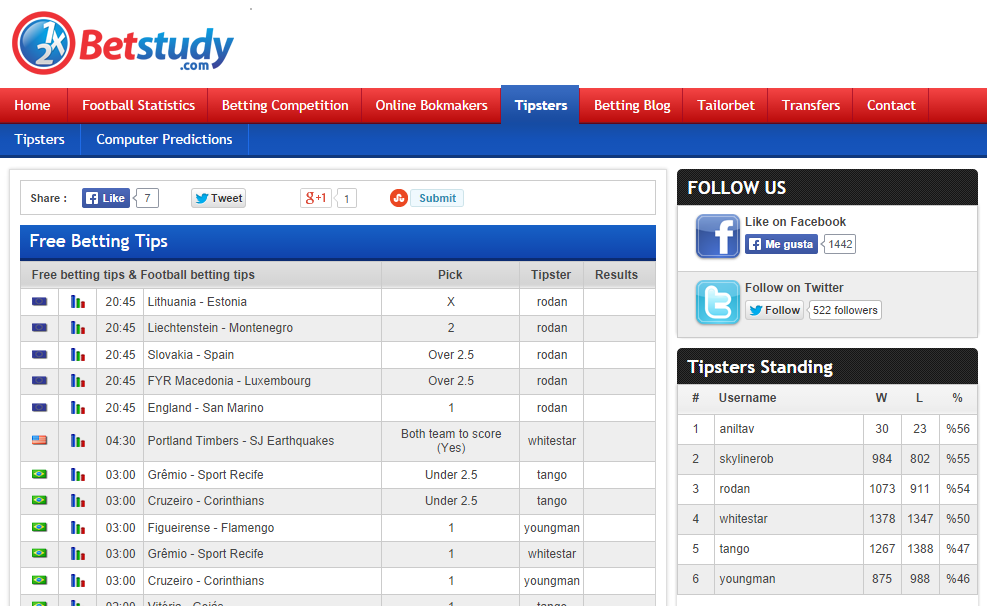 1X2 Betstudy
.com
Home Football Statistics Betting Competition Online Bokmakers Tipsters Betting Blog Tailorbet Transfers Contact
Tipsters Computer Predictions
Share : Like 7 Tweet g+1 1 Submit
Free Betting Tips
Free betting tips & Football betting tips Pick Tipster Results
20:45 Lithuania - Estonia X rodan
20:45 Liechtenstein - Montenegro 2 rodan
20:45 Slovakia - Spain Over 2.5 rodan
20:45 FYR Macedonia - Luxembourg Over 2.5 rodan
20:45 England - San Marino 1 rodan
04:30 Portland Timbers - SJ Earthquakes Both team to score (Yes) whitestar
03:00 Grêmio - Sport Recife Under 2.5 tango
03:00 Cruzeiro - Corinthians Under 2.5 tango
03:00 Figueirense - Flamengo 1 youngman
03:00 Grêmio - Sport Recife 1 whitestar
03:00 Cruzeiro - Corinthians 1 youngman
FOLLOW US
Like on Facebook
Me gusta 1442
Follow on Twitter
Follow 522 followers
Tipsters Standing
# Username W L %
1 aniltav 30 23 %56
2 skylinerob 984 802 %55
3 rodan 1073 911 %54
4 whitestar 1378 1347 %50
5 tango 1267 1388 %47
6 youngman 875 988 %46